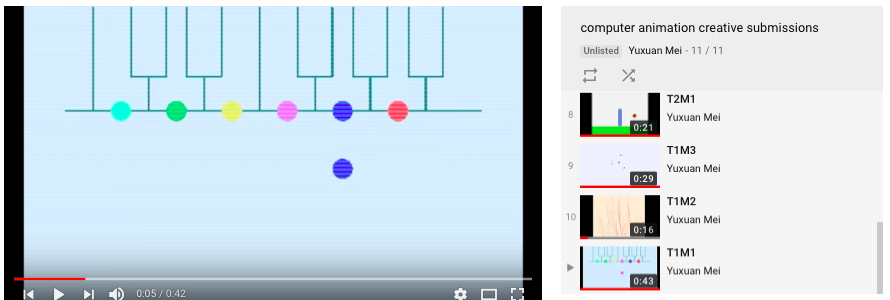 0:05 / 0:42
computer animation creative submissions
Unlisted Yuxuan Mei - 11 / 11
8
T2M1
Yuxuan Mei
0:21
9
T1M3
Yuxuan Mei
0:29
10
T1M2
Yuxuan Mei
0:16
T1M1
Yuxuan Mei
0:43